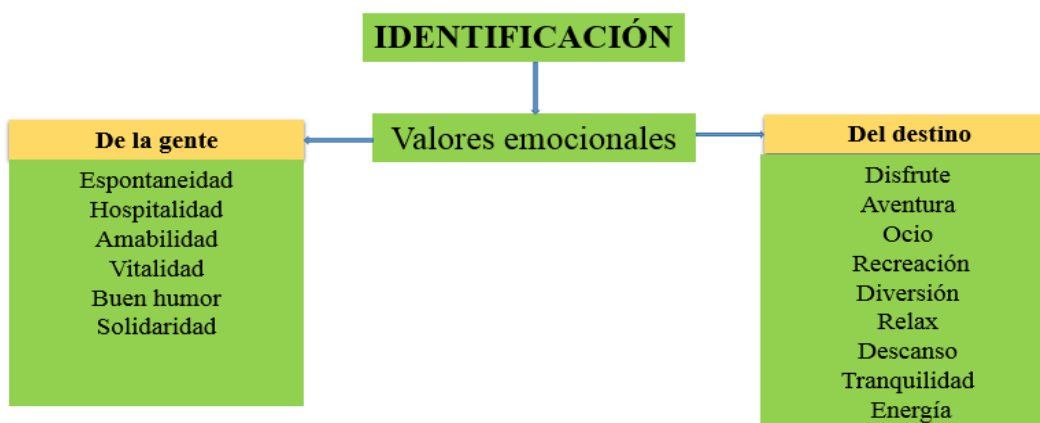 IDENTIFICACIÓN
Valores emocionales
De la gente
Espontaneidad
Hospitalidad
Amabilidad
Vitalidad
Buen humor
Solidaridad
Del destino
Disfrute
Aventura
Ocio
Recreación
Diversión
Relax
Descanso
Tranquilidad
Energía